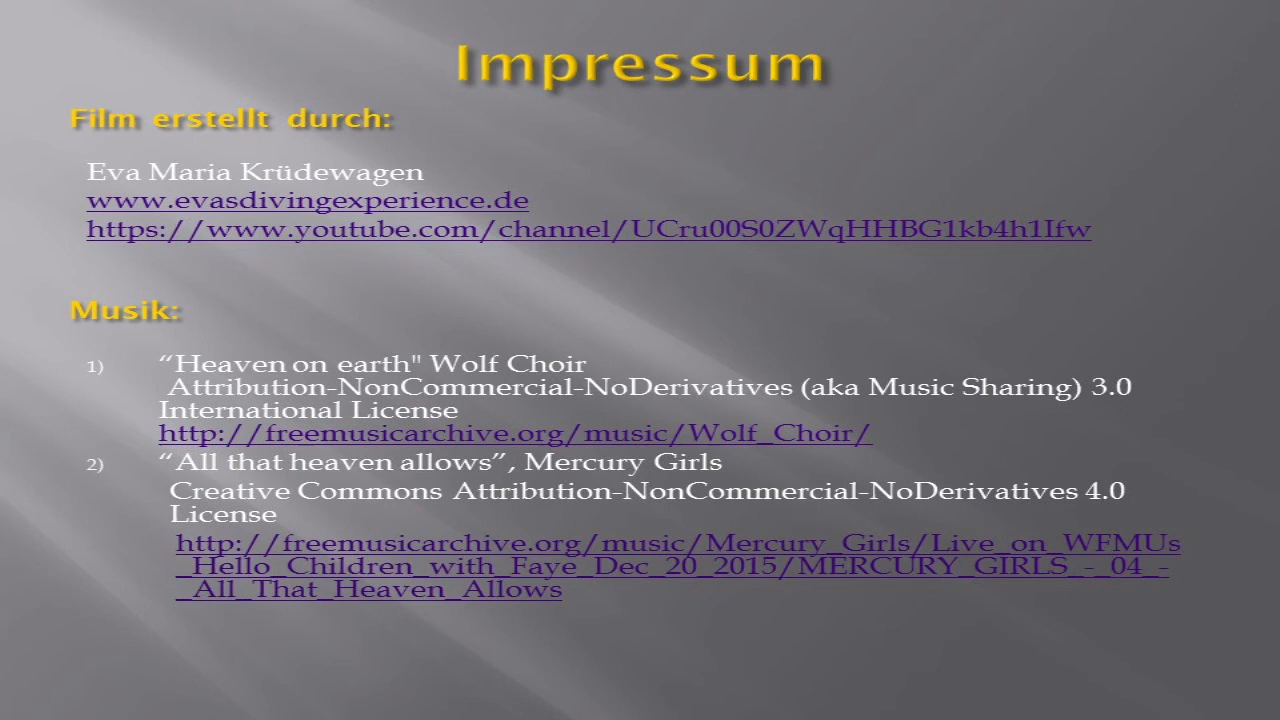 Impressum
Film erstellt durch:
Eva Maria Krüdewagen
www.evasdivingexperience.de
https://www.youtube.com/channel/UCru00S0ZWqHHBG1kb4h1Ifw
Musik:
1) “Heaven on earth" Wolf Choir
Attribution-NonCommercial-NoDerivatives (aka Music Sharing) 3.0
International License
http://freemusicarchive.org/music/Wolf_Choir/
2) “All that heaven allows”, Mercury Girls
Creative Commons Attribution-NonCommercial-NoDerivatives 4.0
License
http://freemusicarchive.org/music/Mercury_Girls/Live_on_WFMUs
_Hello_Children_with_Faye_Dec_20_2015/MERCURY_GIRLS_-_04_-
_All_That_Heaven_Allows